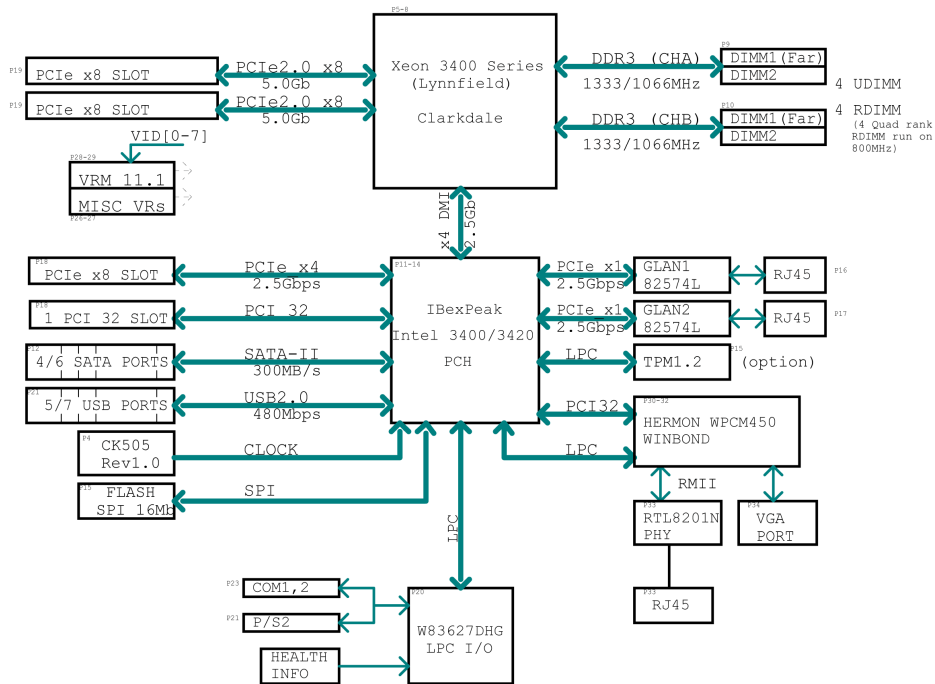 P5-8
Xeon 3400 Series
(Lynnfield)
Clarkdale
P19
PCIe x8 SLOT
PCIe2.0 x8
5.0Gb
P19
PCIe x8 SLOT
PCIe2.0 x8
5.0Gb
DDR3 (CHA)
1333/1066MHz
P9
DIMM1(Far)
DIMM2
DDR3 (CHB)
1333/1066MHz
P10
DIMM1(Far)
DIMM2
4 UDIMM
4 RDIMM
(4 Quad rank
RDIMM run on
800MHz)
VID[0-7]
P28-29
VRM 11.1
MISC VRs
P26-27
x4 DMI
2.5Gb
P18
PCIe x8 SLOT
PCIe x4
2.5Gbps
P18
1 PCI 32 SLOT
PCI 32
P12
4/6 SATA PORTS
SATA-II
300MB/s
P21
5/7 USB PORTS
USB2.0
480Mbps
P4
CK505
Rev1.0
CLOCK
P15
FLASH
SPI 16Mb
SPI
P11-14
IBexPeak
Intel 3400/3420
PCH
PCIe x1
2.5Gbps
GLAN1
82574L
RJ45
P16
PCIe x1
2.5Gbps
GLAN2
82574L
RJ45
P17
LPC
TPM1.2
P15
(option)
PCI32
LPC
P30-32
HERMON WPCM450
WINBOND
RMII
P33
RTL8201N
PHY
P34
VGA
PORT
P33
RJ45
LPC
P23
COM1,2
P21
P/S2
HEALTH
INFO
P20
W83627DHG
LPC I/O